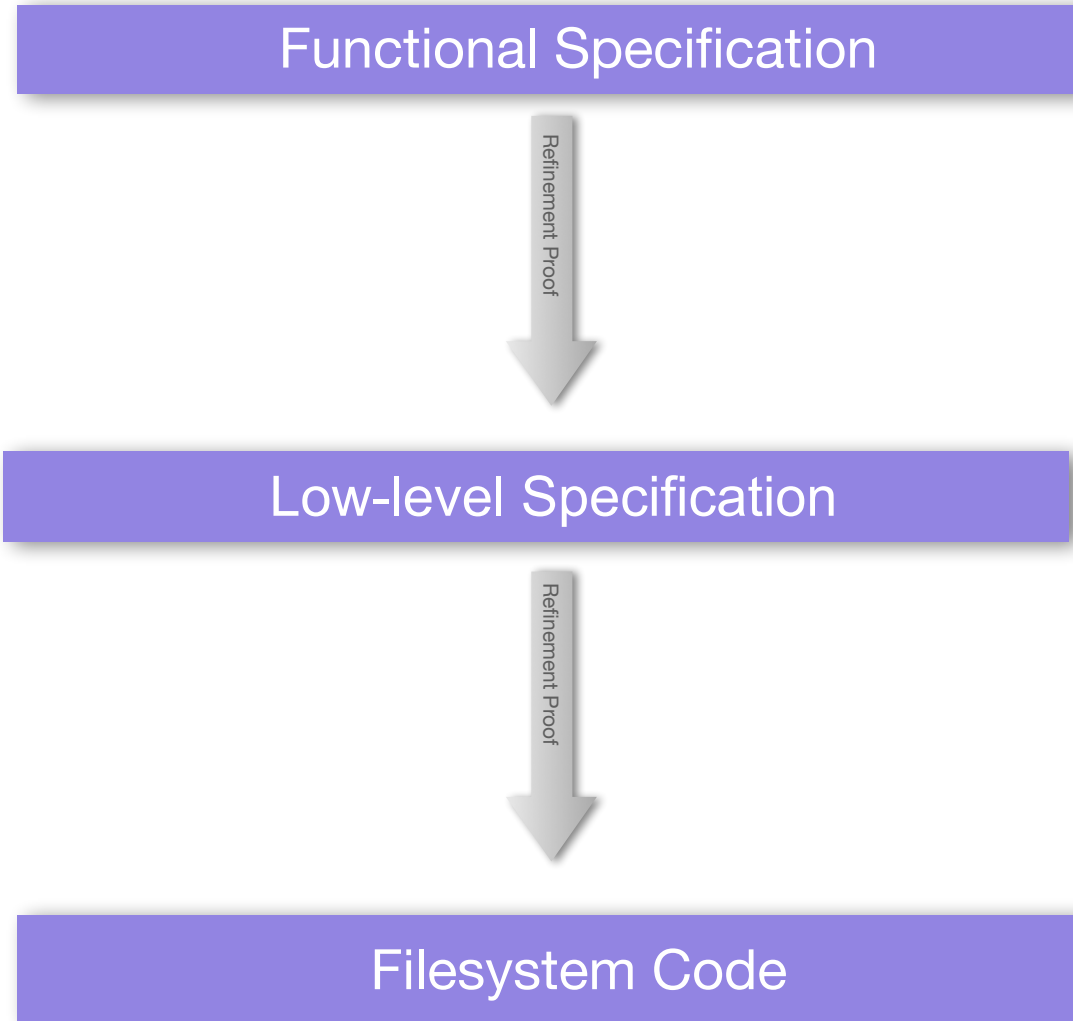 Functional Specification
Refinement Proof
Low-level Specification
Refinement Proof
Filesystem Code